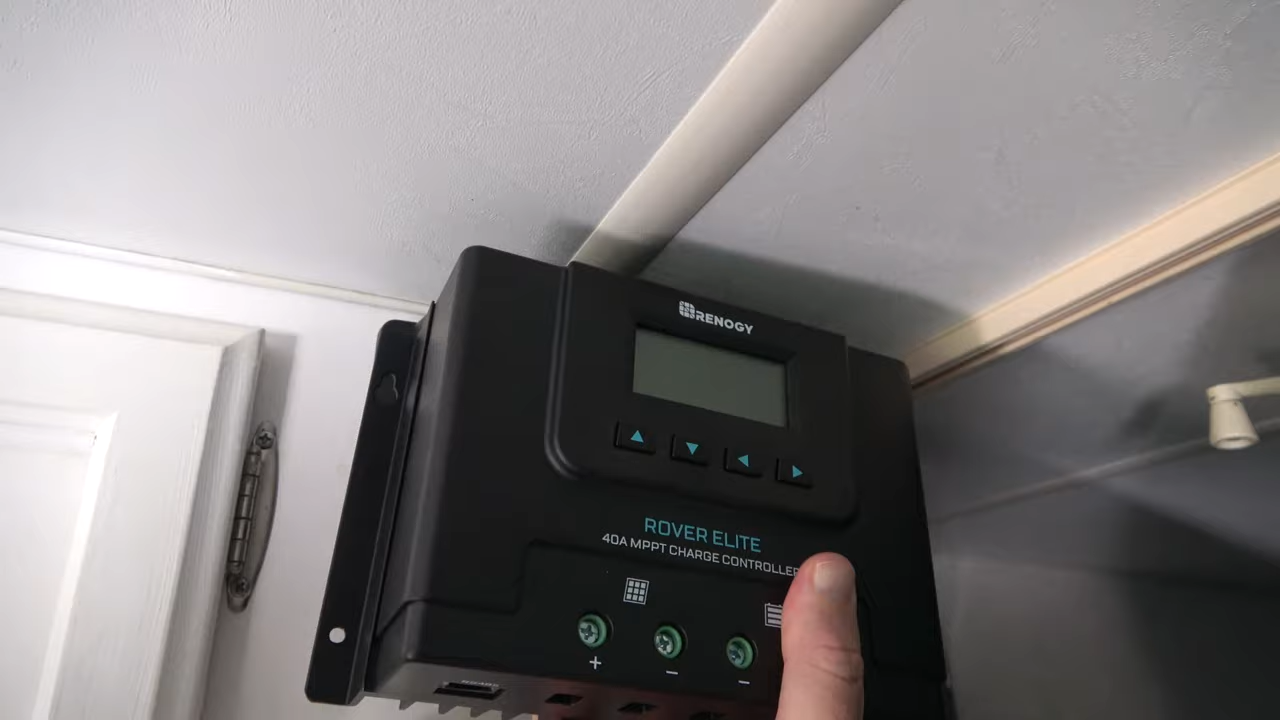 RENOGY
ROVER ELITE
40A MPPT CHARGE CONTROLLER
+
−
−